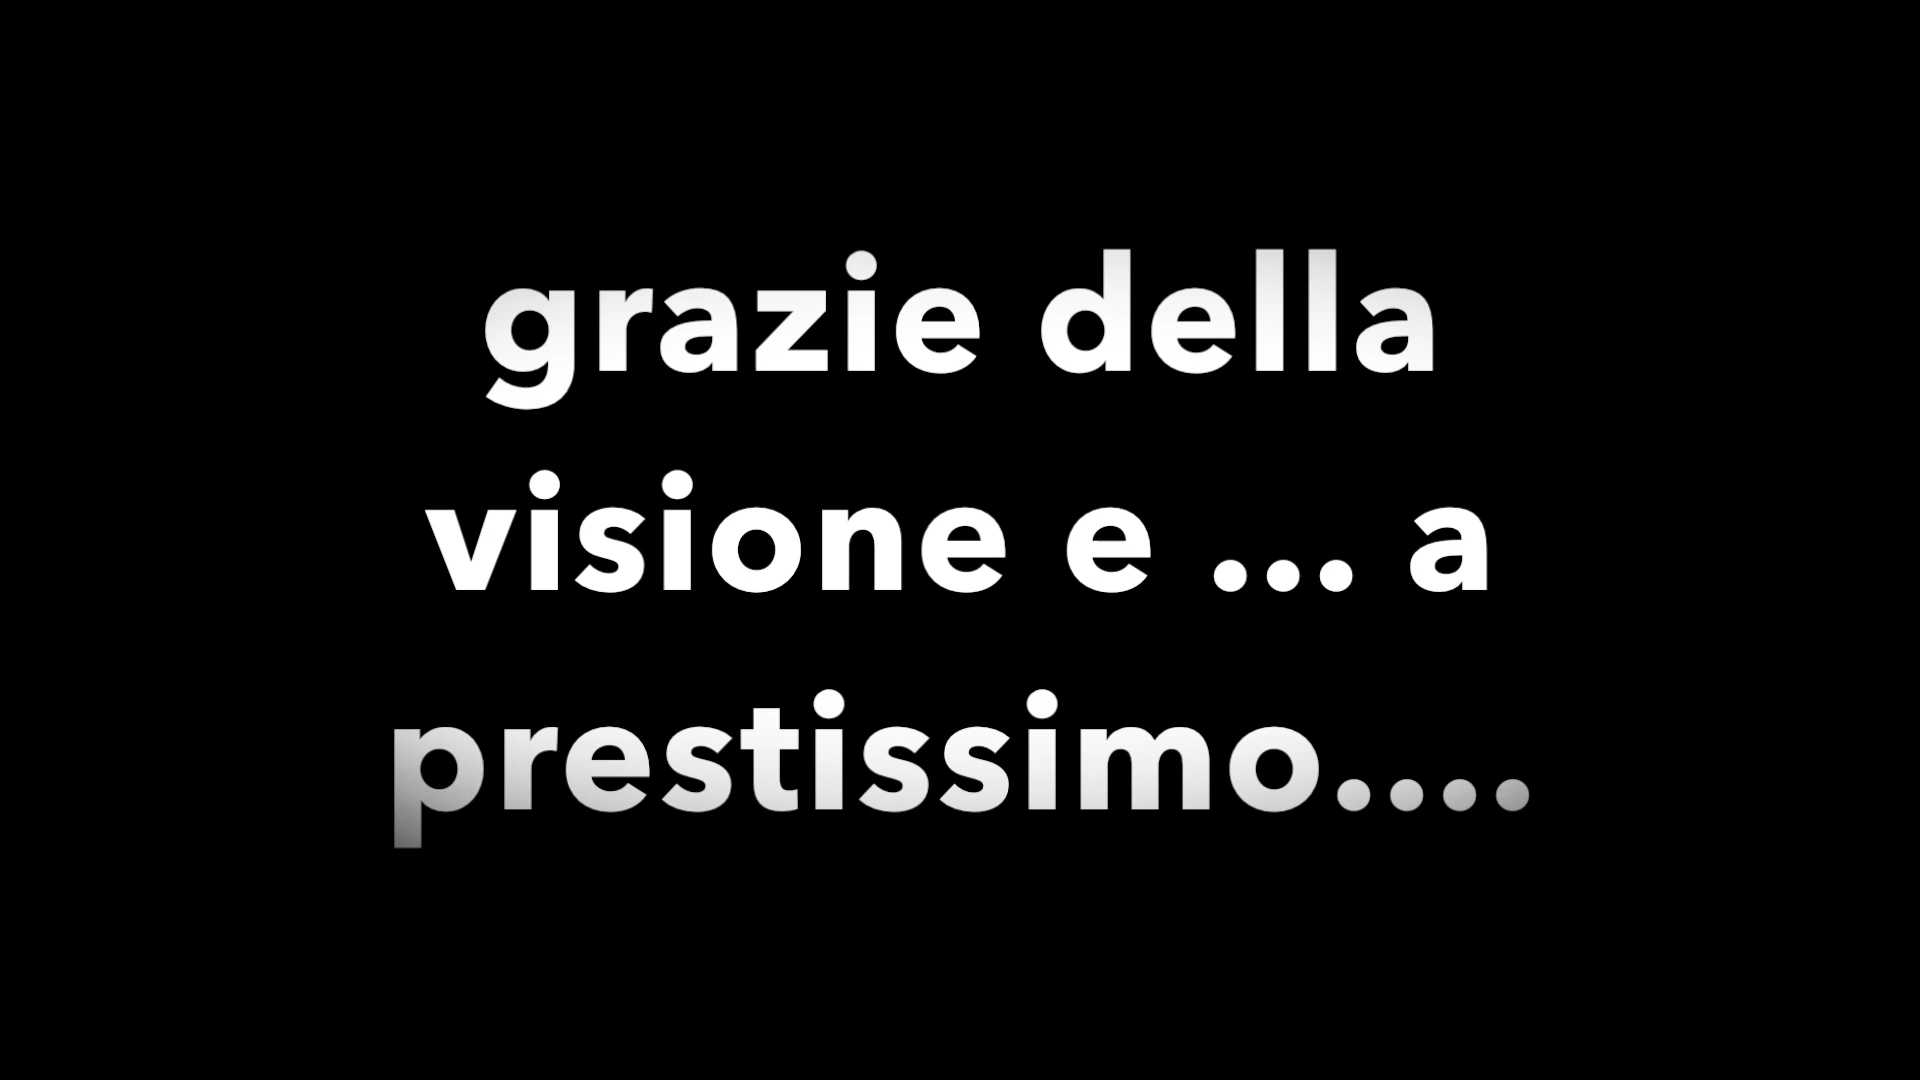 grazie della
visione e ... a
prestissimo....